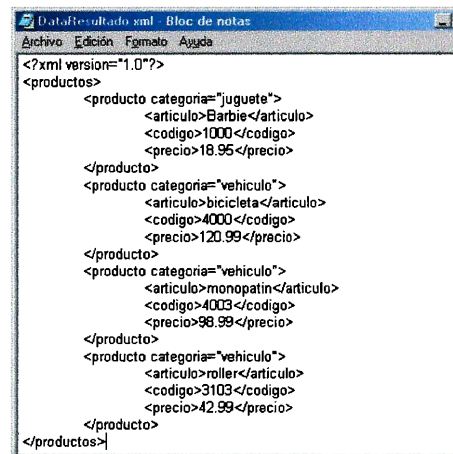 DataResultado xml - Bloc de notas
Archivo Edición Formato Ayuda
<?xml version="1.0"?>
<productos>
<producto categoria="juguete">
<articulo>Barbie</articulo>
<codigo>1000</codigo>
<precio>18.95</precio>
</producto>
<producto categoria="vehiculo">
<articulo>bicicleta</articulo>
<codigo>4000</codigo>
<precio>120.99</precio>
</producto>
<producto categoria="vehiculo">
<articulo>monopatin</articulo>
<codigo>4003</codigo>
<precio>98.99</precio>
</producto>
<producto categoria="vehiculo">
<articulo>roller</articulo>
<codigo>3103</codigo>
<precio>42.99</precio>
</producto>
</productos>